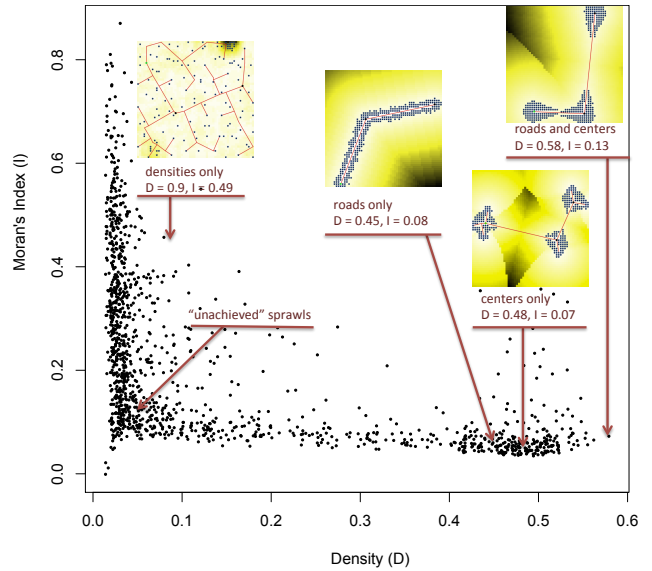 roads and centers
D = 0.58, I = 0.13
densities only
D = 0.9, I = 0.49
roads only
D = 0.45, I = 0.08
centers only
D = 0.48, I = 0.07
“unachieved” sprawls
Moran's Index (I)
0.8
0.6
0.4
0.2
0.0
0.0 0.1 0.2 0.3 0.4 0.5 0.6
Density (D)